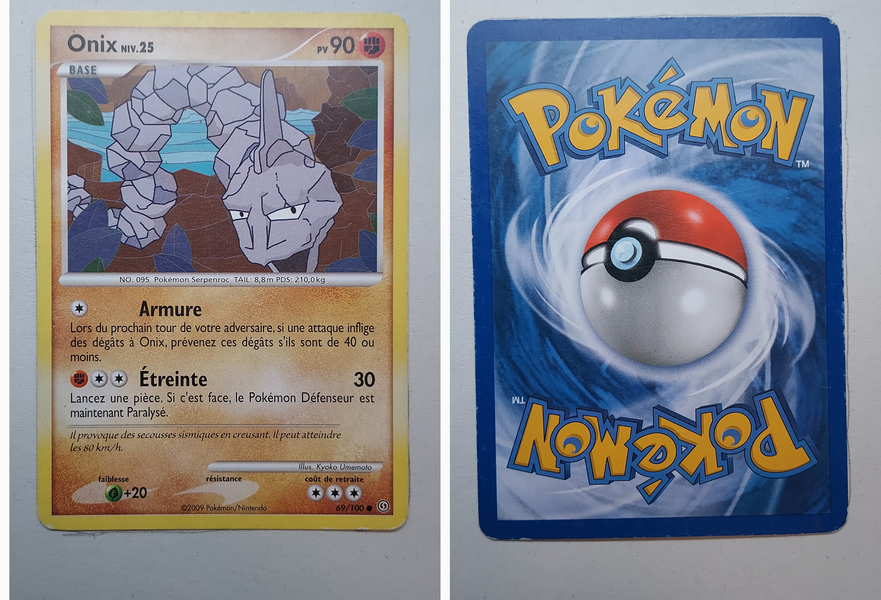 Onix NIV.25
PV 90
BASE
NO. 095 Pokémon Serpenroc TAIL: 8,8m PDS: 210,0kg
Armure
Lors du prochain tour de votre adversaire, si une attaque inflige
des dégâts à Onix, prévenez ces dégâts s'ils sont de 40 ou
moins.
Étreinte 30
Lancez une pièce. Si c'est face, le Pokémon Défenseur est
maintenant Paralysé.
Il provoque des secousses sismiques en creusant. Il peut atteindre
les 80 km/h.
Illus. Kyoko Umemoto
faiblesse résistance coût de retraite
+20
©2009 Pokémon/Nintendo 69/100
POKéMON
TM
POKéMON
TM